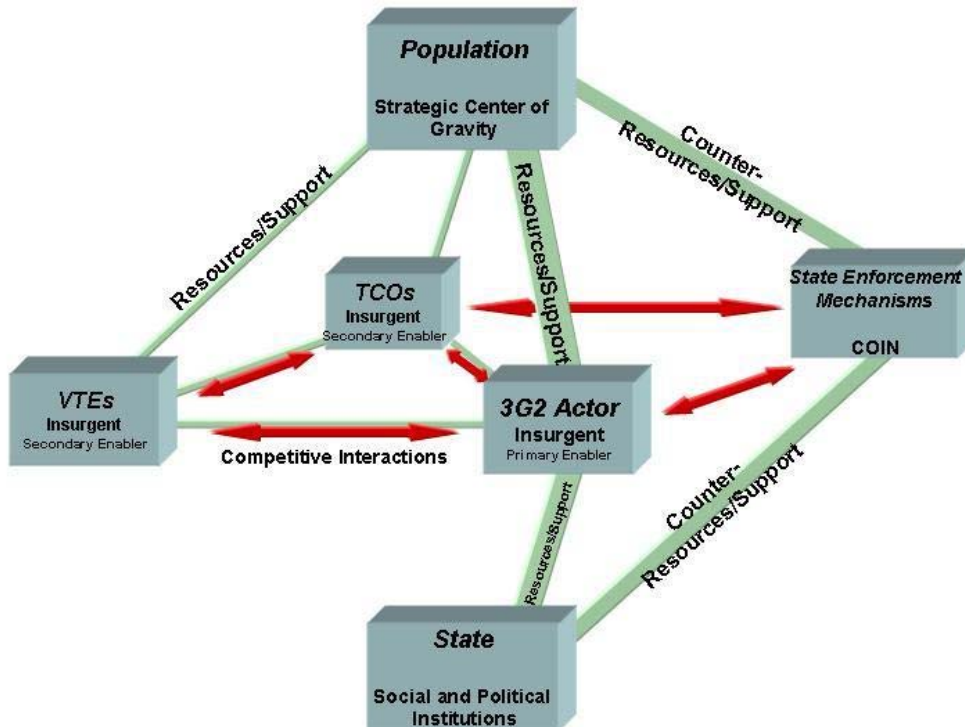 Population
Strategic Center of
Gravity
Counter-
Resources/Support
Resources/Support
Resources/Support
TCOs
Insurgent
Secondary Enabler
State Enforcement
Mechanisms
COIN
VTEs
Insurgent
Secondary Enabler
3G2 Actor
Insurgent
Primary Enabler
Competitive Interactions
Resources/Support
Counter-
Resources/Support
State
Social and Political
Institutions